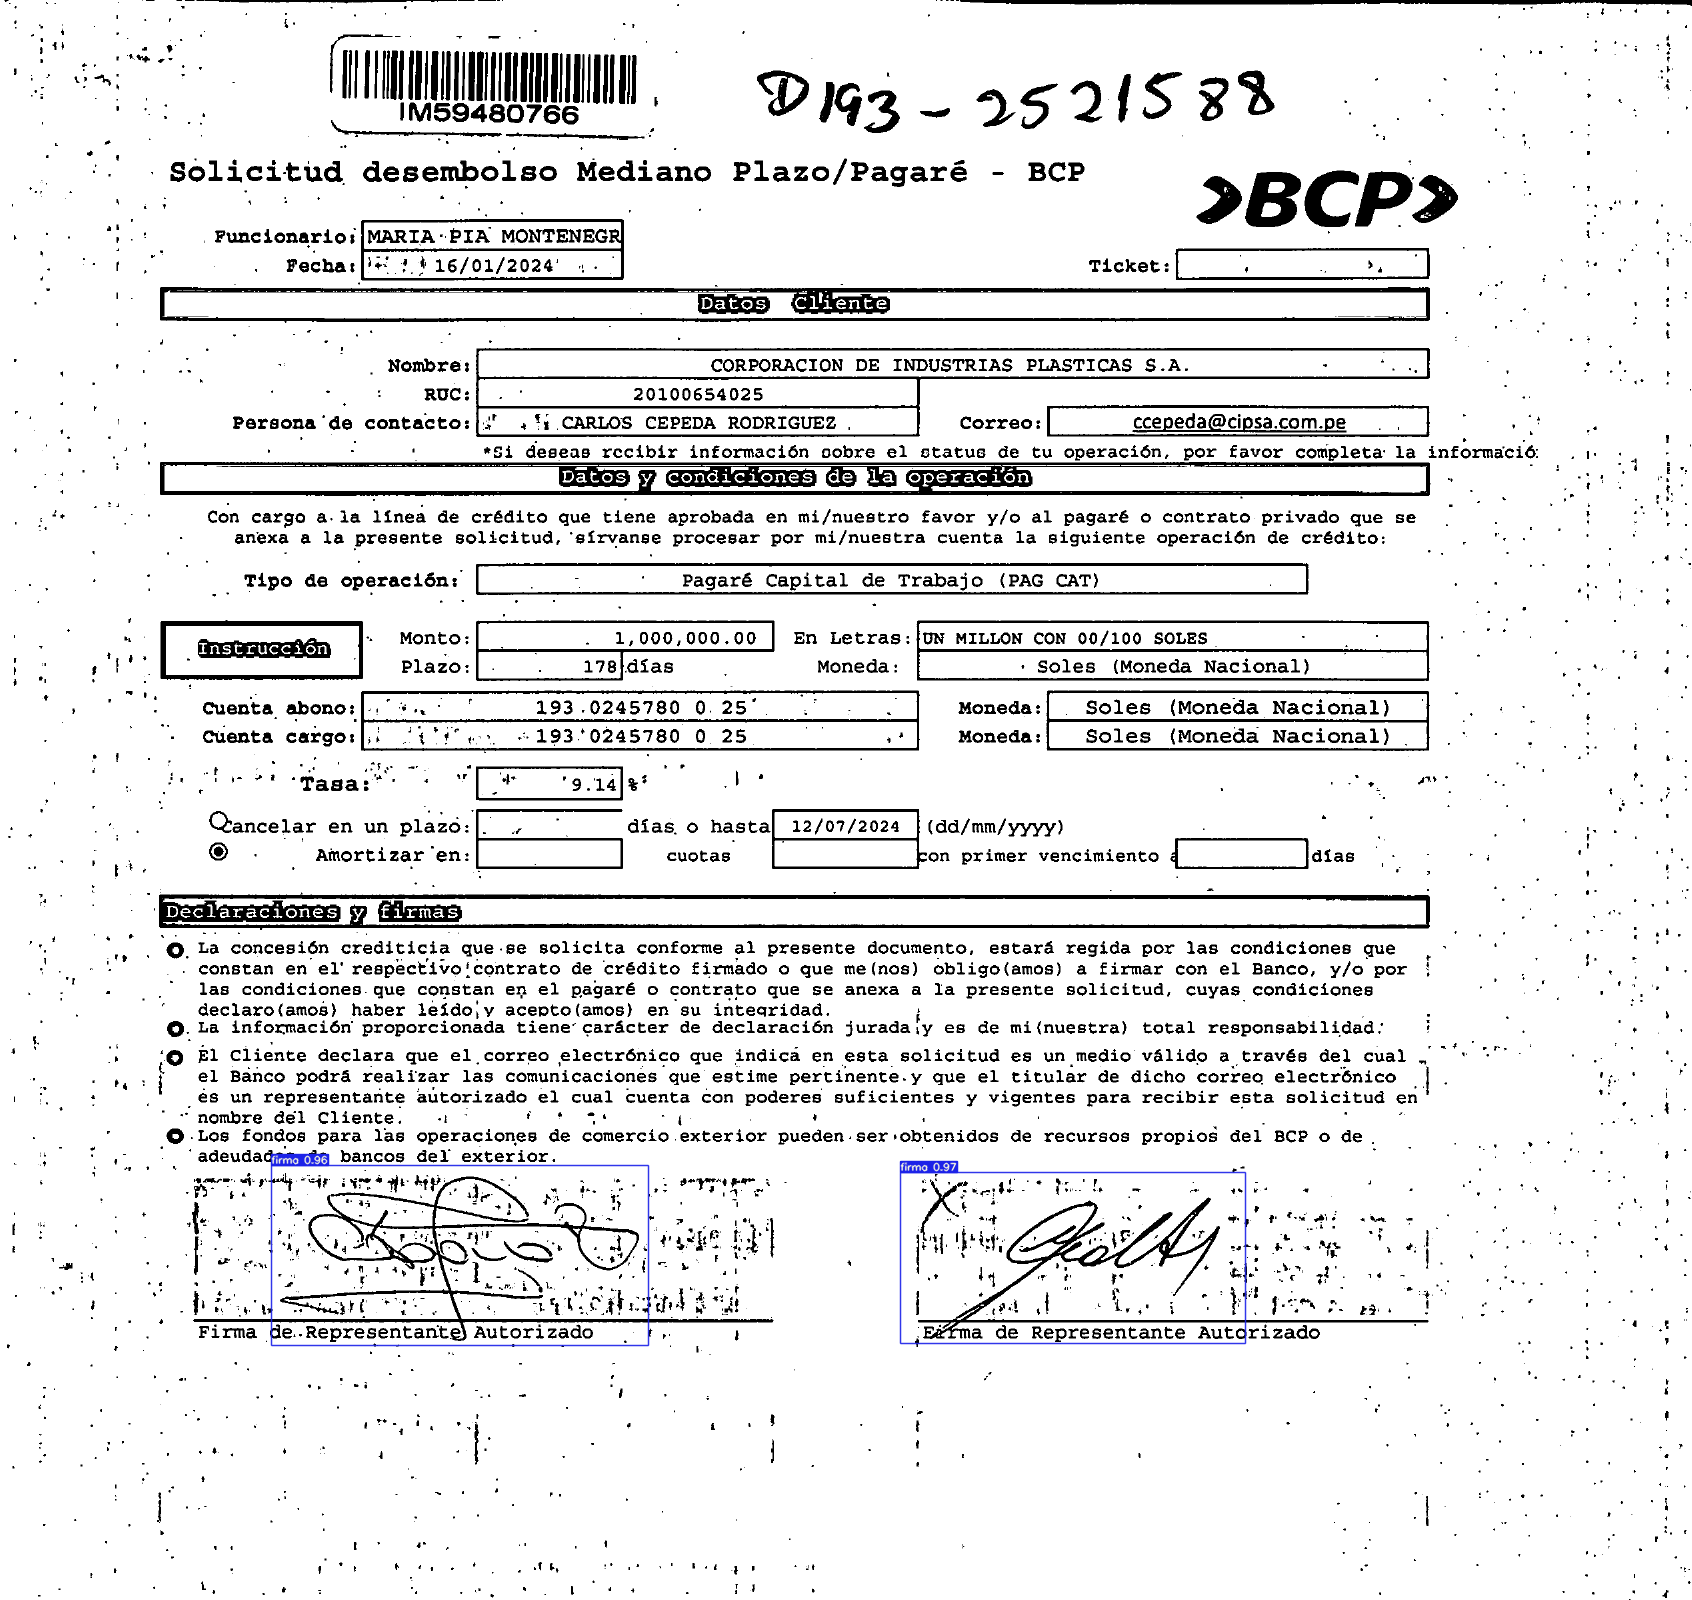 IM59480766
D193-2521588
Solicitud desembolso Mediano Plazo/Pagaré - BCP
BCP
Funcionario: MARIA PIA MONTENEGR
Fecha: 16/01/2024 Ticket:
Datos Cliente
Nombre: CORPORACION DE INDUSTRIAS PLASTICAS S.A.
RUC: 20100654025
Persona de contacto: CARLOS CEPEDA RODRIGUEZ Correo: ccepeda@cipsa.com.pe
*Si deseas recibir información sobre el status de tu operación, por favor completa la informació
Datos y condiciones de la operación
Con cargo a la línea de crédito que tiene aprobada en mi/nuestro favor y/o al pagaré o contrato privado que se
anexa a la presente solicitud, sírvanse procesar por mi/nuestra cuenta la siguiente operación de crédito:
Tipo de operación: Pagaré Capital de Trabajo (PAG CAT)
Instrucción
Monto: 1,000,000.00 En Letras: UN MILLON CON 00/100 SOLES
Plazo: 178 días Moneda: Soles (Moneda Nacional)
Cuenta abono: 193 0245780 0 25 Moneda: Soles (Moneda Nacional)
Cuenta cargo: 193 0245780 0 25 Moneda: Soles (Moneda Nacional)
Tasa: 9.14 %
Cancelar en un plazo: días o hasta 12/07/2024 (dd/mm/yyyy)
Amortizar en: cuotas con primer vencimiento a días
Declaraciones y firmas
La concesión crediticia que se solicita conforme al presente documento, estará regida por las condiciones que
constan en el respectivo contrato de crédito firmado o que me(nos) obligo(amos) a firmar con el Banco, y/o por
las condiciones que constan en el pagaré o contrato que se anexa a la presente solicitud, cuyas condiciones
declaro(amos) haber leído y acepto(amos) en su integridad.
La información proporcionada tiene carácter de declaración jurada y es de mi(nuestra) total responsabilidad.
El Cliente declara que el correo electrónico que indica en esta solicitud es un medio válido a través del cual
el Banco podrá realizar las comunicaciones que estime pertinente y que el titular de dicho correo electrónico
es un representante autorizado el cual cuenta con poderes suficientes y vigentes para recibir esta solicitud en
nombre del Cliente.
Los fondos para las operaciones de comercio exterior pueden ser obtenidos de recursos propios del BCP o de
adeudados de bancos del exterior.
firma 0.96
firma 0.97
Firma de Representante Autorizado
Firma de Representante Autorizado